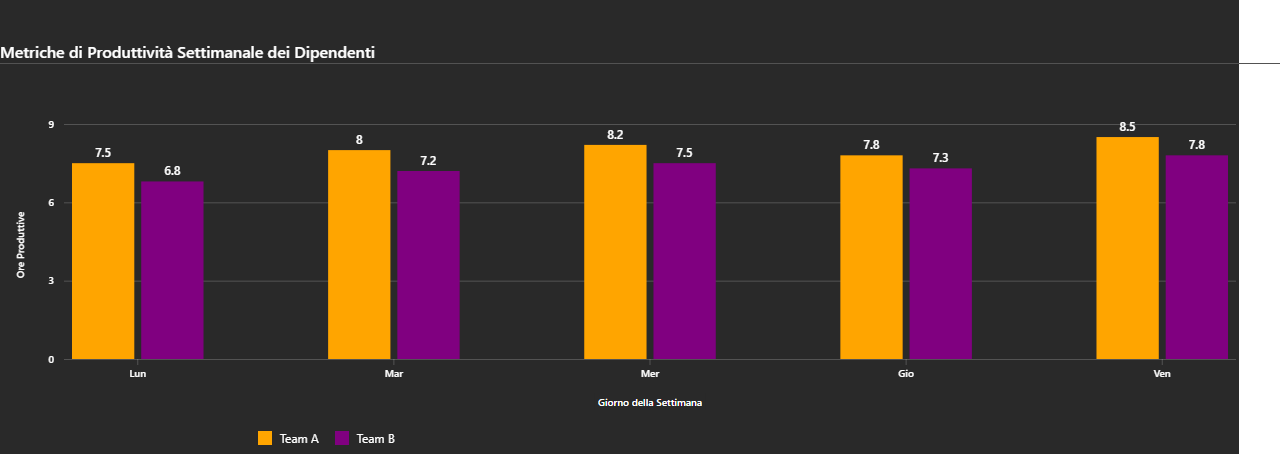 Metriche di Produttività Settimanale dei Dipendenti
9
6
3
0
Ore Produttive
7.5
6.8
8
7.2
8.2
7.5
7.8
7.3
8.5
7.8
Lun
Mar
Mer
Gio
Ven
Giorno della Settimana
Team A
Team B